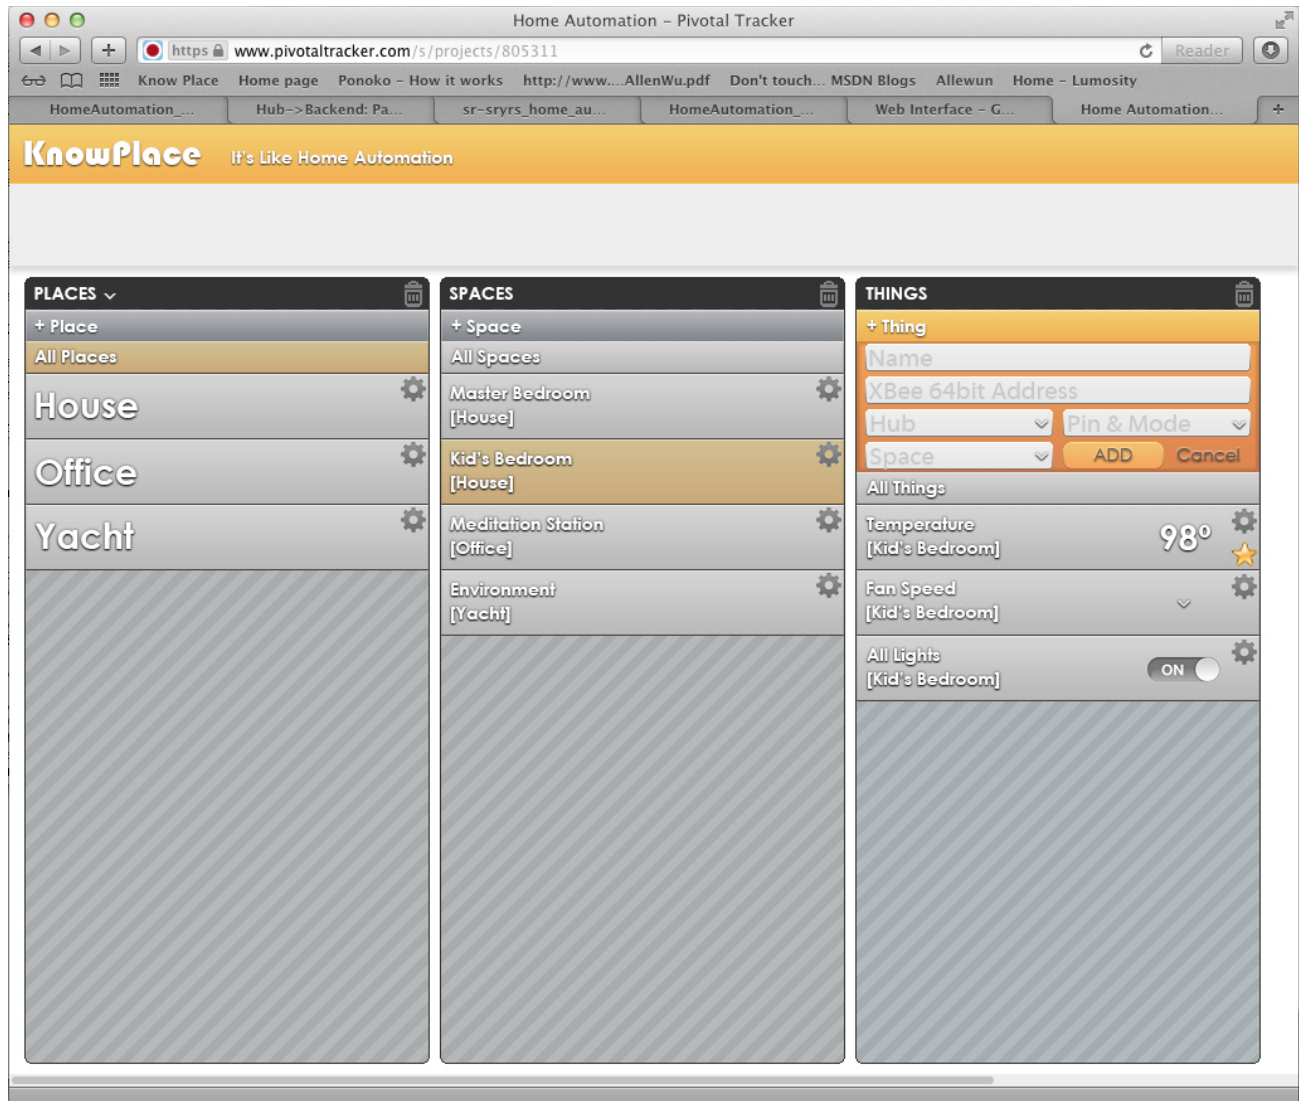 Home Automation – Pivotal Tracker
https www.pivotaltracker.com/s/projects/805311 Reader
Know Place Home page Ponoko – How it works http://www....AllenWu.pdf Don't touch... MSDN Blogs Allewun Home – Lumosity
HomeAutomation_... Hub->Backend: Pa... sr-sryrs_home_au... HomeAutomation_... Web Interface – G... Home Automation...
KnowPlace It's Like Home Automation
PLACES
+ Place
All Places
House
Office
Yacht
SPACES
+ Space
All Spaces
Master Bedroom
[House]
Kid's Bedroom
[House]
Meditation Station
[Office]
Environment
[Yacht]
THINGS
+ Thing
Name
XBee 64bit Address
Hub Pin & Mode
Space ADD Cancel
All Things
Temperature
[Kid's Bedroom]
98°
Fan Speed
[Kid's Bedroom]
All Lights
[Kid's Bedroom]
ON